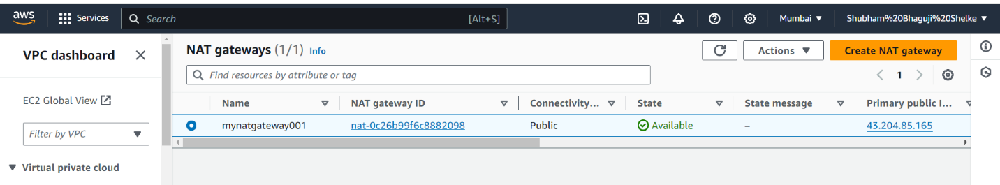 aws Services Search [Alt+S] Mumbai Shubham%20Bhaguji%20Shelke
VPC dashboard
EC2 Global View
Filter by VPC
Virtual private cloud
NAT gateways (1/1) Info Actions Create NAT gateway
Find resources by attribute or tag 1
Name NAT gateway ID Connectivity... State State message Primary public I...
mynatgateway001 nat-0c26b99f6c8882098 Public Available – 43.204.85.165